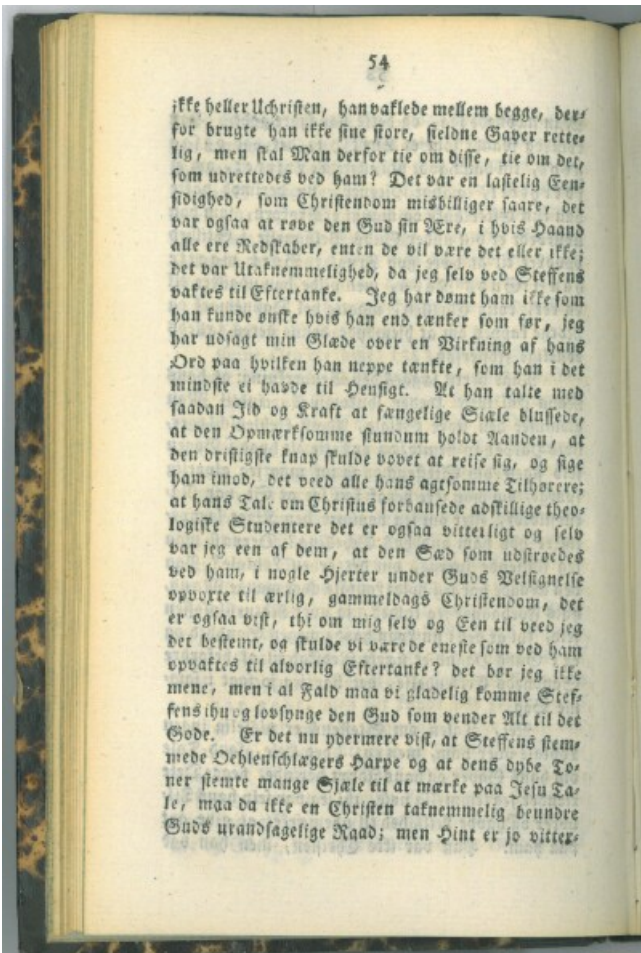 54
ikke heller Uchristen, han vaklede mellem begge, der-
for brugte han ikke sine store, sieldne Gaver rette-
lig, men skal Man derfor tie om disse, tie om det,
som udrettedes ved ham? Det var en lastelig Een-
sidighed, som Christendom misbilliger saare, det
var ogsaa at røve den Gud sin Ære, i hvis Haand
alle ere Redskaber, enten de vil være det eller ikke;
det var Utaknemmelighed, da jeg selv ved Steffens
vaktes til Eftertanke. Jeg har dømt ham ikke som
han kunde ønske hvis han end tænker som før, jeg
har udsagt min Glæde over en Virkning af hans
Ord paa hvilken han neppe tænkte, som han i det
mindste ei havde til Hensigt. At han talte med
saadan Ild og Kraft at fængelige Siæle blussede,
at den Opmærksomme stundum holdt Aanden, at
den dristigste knap skulde vovet at reise sig, og sige
ham imod, det veed alle hans agtsomme Tilhørere;
at hans Tale om Christus forbausede adskillige theo-
logiske Studentere det er ogsaa vitterligt og selv
var jeg een af dem, at den Sæd som udstrøedes
ved ham, i nogle Hjerter under Guds Velsignelse
opvoxte til ærlig, gammeldags Christendom, det
er ogsaa vist, thi om mig selv og Een til veed jeg
det bestemt, og skulde vi være de eneste som ved ham
opvaktes til alvorlig Eftertanke? det bør jeg ikke
mene, men i al Fald maa vi gladelig komme Stef-
fens ihu og lovsynge den Gud som vender Alt til det
Gode. Er det nu ydermere vist, at Steffens stem-
mede Oehlenschlægers Harpe og at dens dybe To-
ner stemte mange Sjæle til at mærke paa Jesu Ta-
le, maa da ikke en Christen taknemmelig beundre
Guds urandsagelige Raad; men Hint er jo vitter-